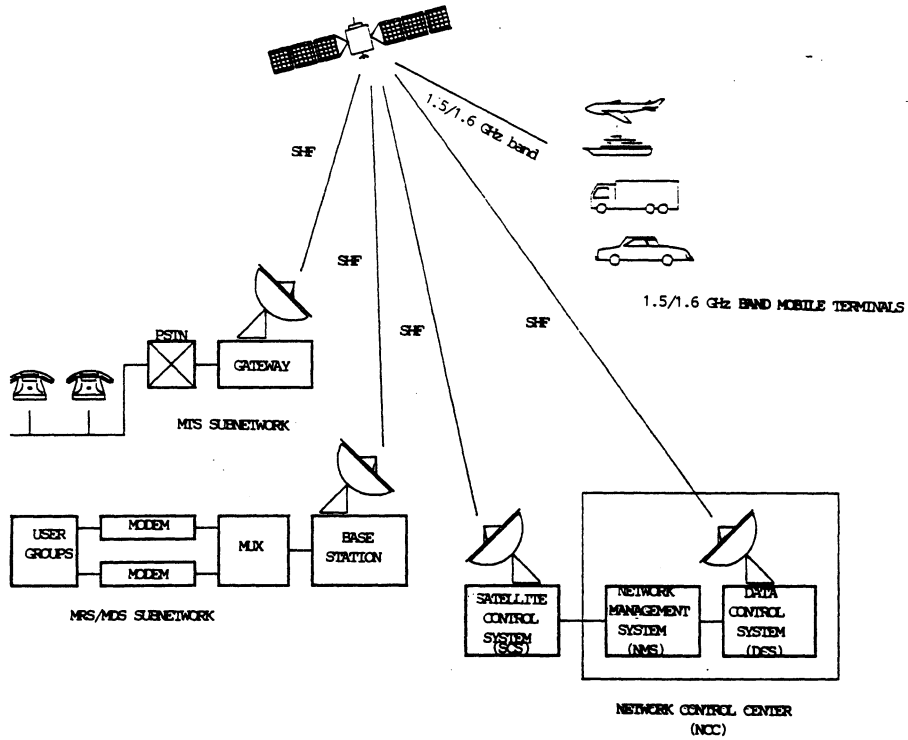 1.5/1.6 GHz band
SHF
SHF
SHF
SHF
1.5/1.6 GHz BAND MOBILE TERMINALS
PSTN
GATEWAY
MTS SUBNETWORK
USER
GROUPS
MODEM
MODEM
MUX
BASE
STATION
MRS/MDS SUBNETWORK
SATELLITE
CONTROL
SYSTEM
(SCS)
NETWORK
MANAGEMENT
SYSTEM
(NMS)
DATA
CONTROL
SYSTEM
(DCS)
NETWORK CONTROL CENTER
(NCC)